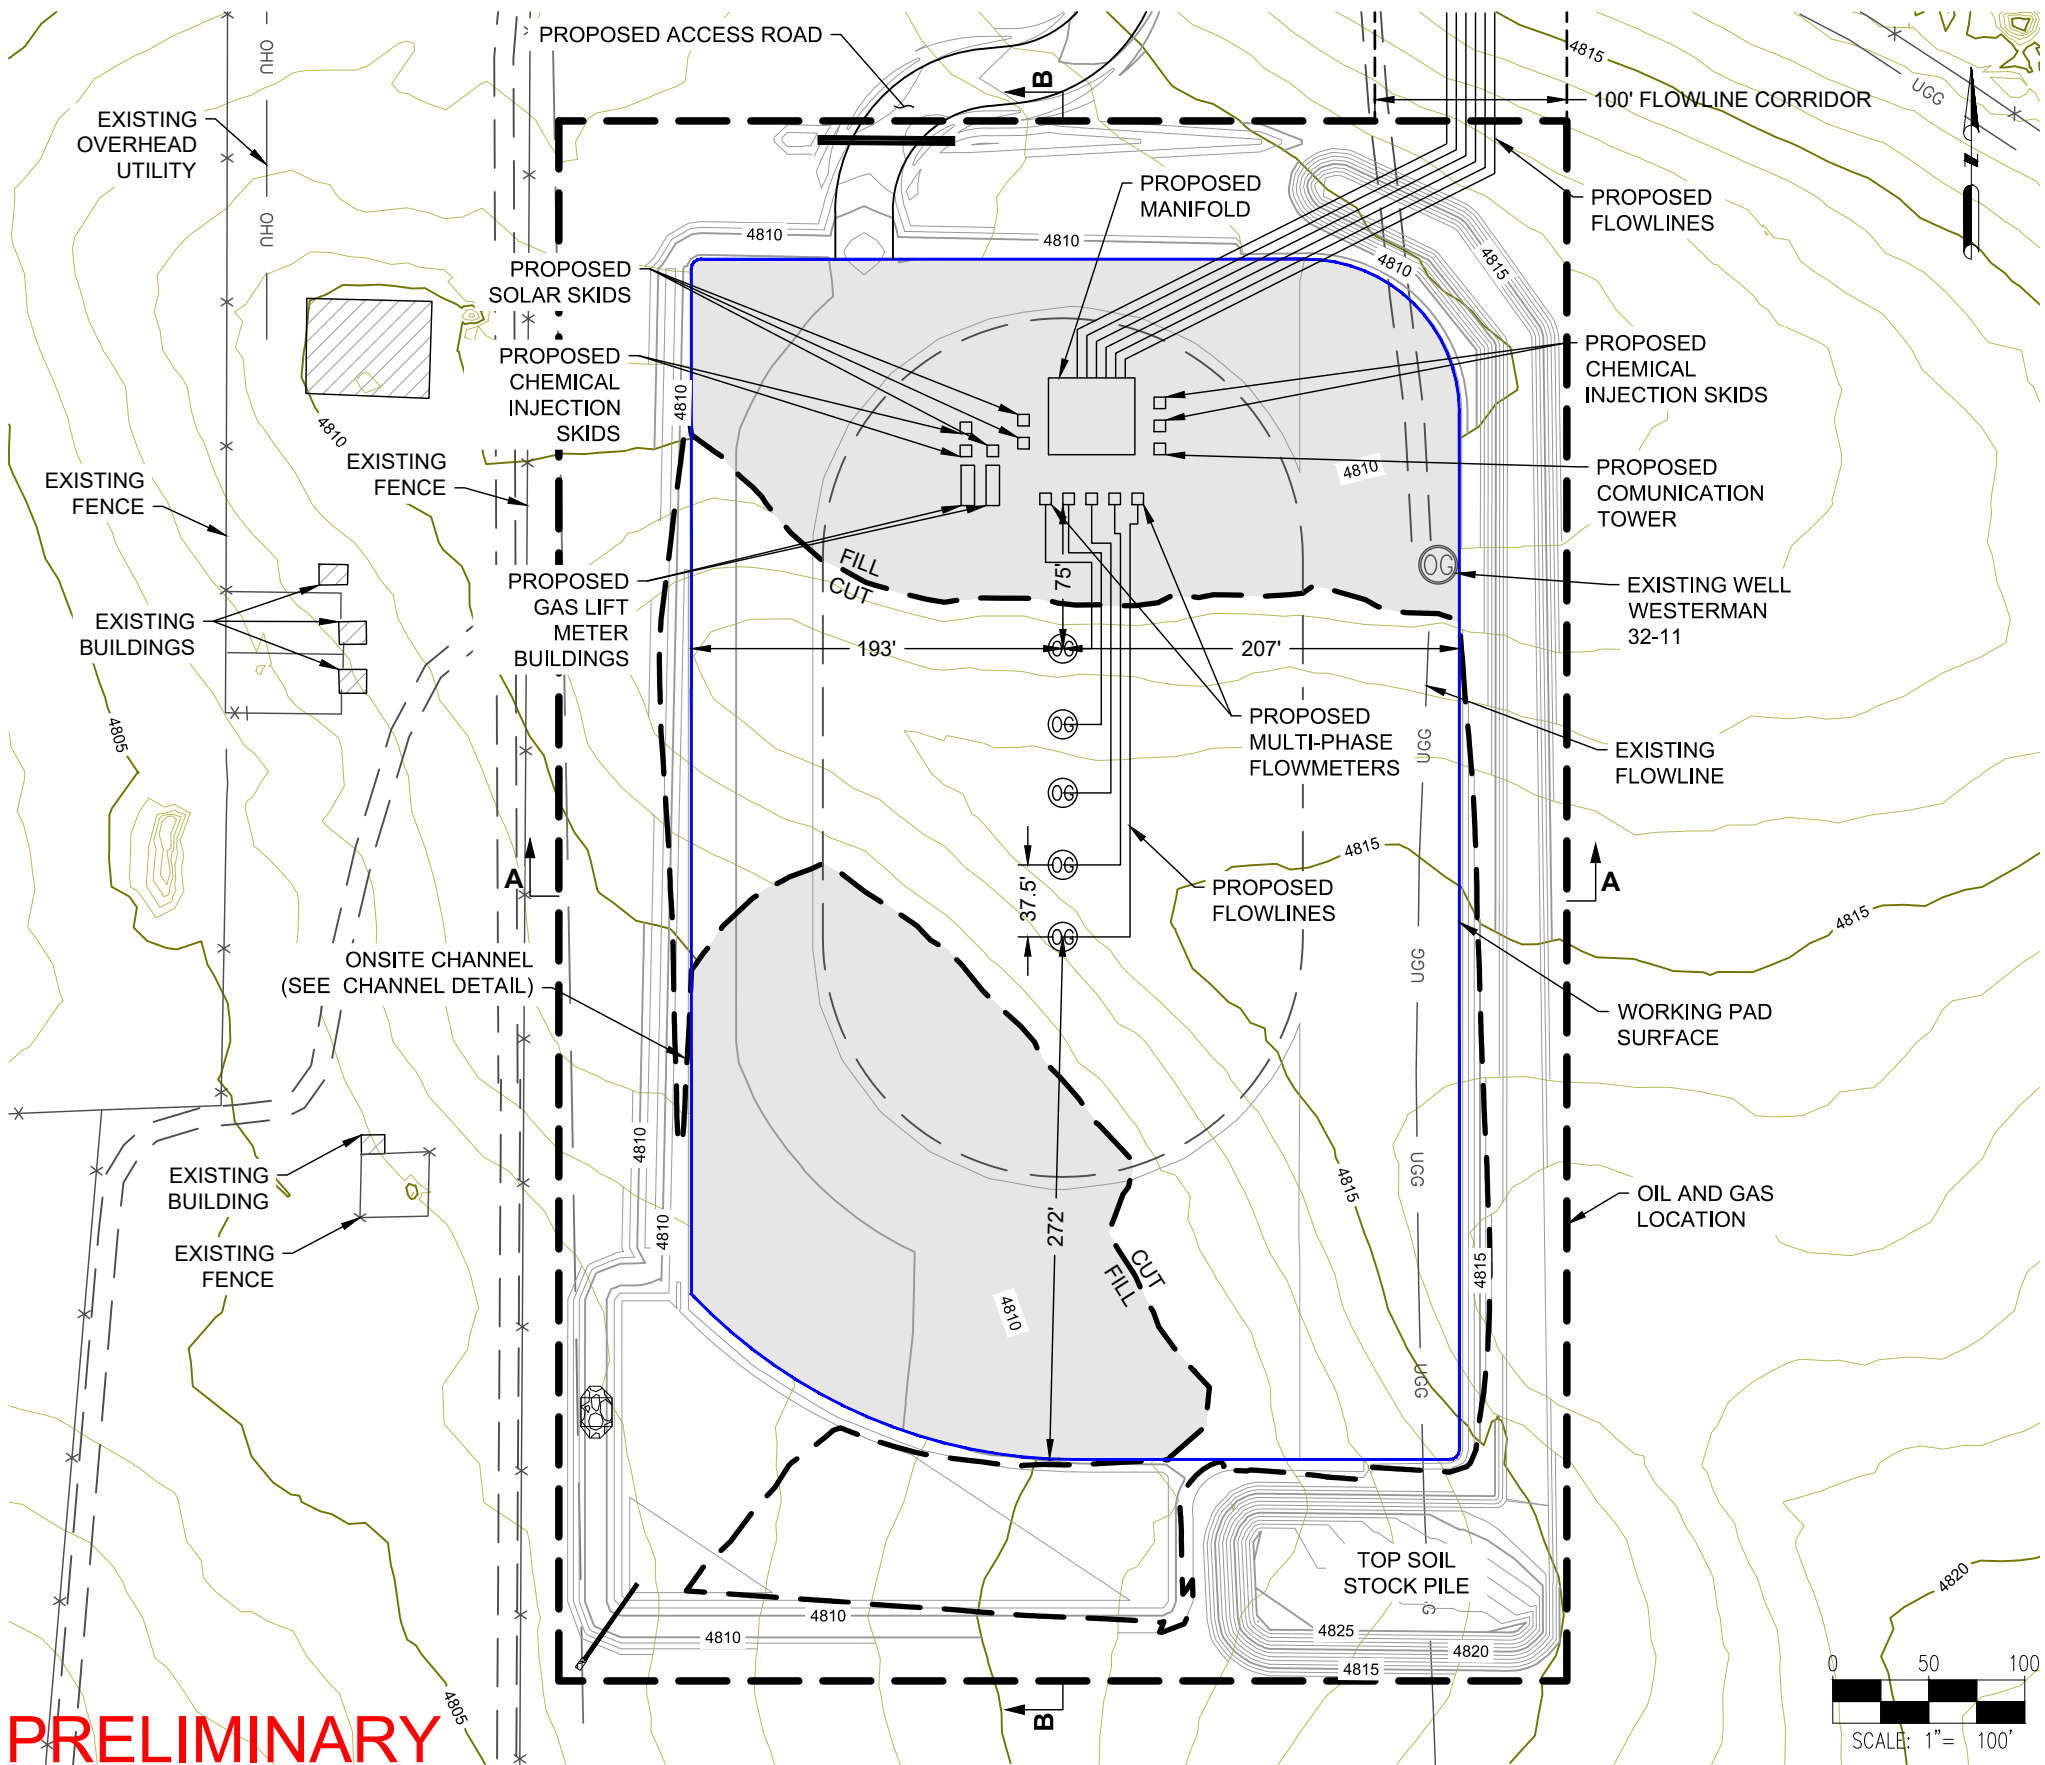 PROPOSED ACCESS ROAD
B
OHU
4815
UGG
100' FLOWLINE CORRIDOR
EXISTING
OVERHEAD
UTILITY
OHU
PROPOSED
MANIFOLD
PROPOSED
FLOWLINES
N
4810
4810
4810
4815
PROPOSED
SOLAR SKIDS
PROPOSED
CHEMICAL
INJECTION
SKIDS
PROPOSED
CHEMICAL
INJECTION SKIDS
4810
4810
EXISTING
FENCE
EXISTING
FENCE
4810
PROPOSED
COMUNICATION
TOWER
FILL
CUT
75'
OG
EXISTING WELL
WESTERMAN
32-11
PROPOSED
GAS LIFT
METER
BUILDINGS
EXISTING
BUILDINGS
193'
OG
207'
4805
OG
PROPOSED
MULTI-PHASE
FLOWMETERS
UGG
EXISTING
FLOWLINE
OG
4815
A
OG
37.5'
PROPOSED
FLOWLINES
A
4815
OG
ONSITE CHANNEL
(SEE CHANNEL DETAIL)
UGG
WORKING PAD
SURFACE
4810
UGG
4815
EXISTING
BUILDING
OIL AND GAS
LOCATION
4810
272'
EXISTING
FENCE
CUT
FILL
4815
4810
UGG
TOP SOIL
STOCK PILE
G
4820
4810
4810
4825
4820
4815
4805
B
PRELIMINARY
0 50 100
SCALE: 1"= 100'